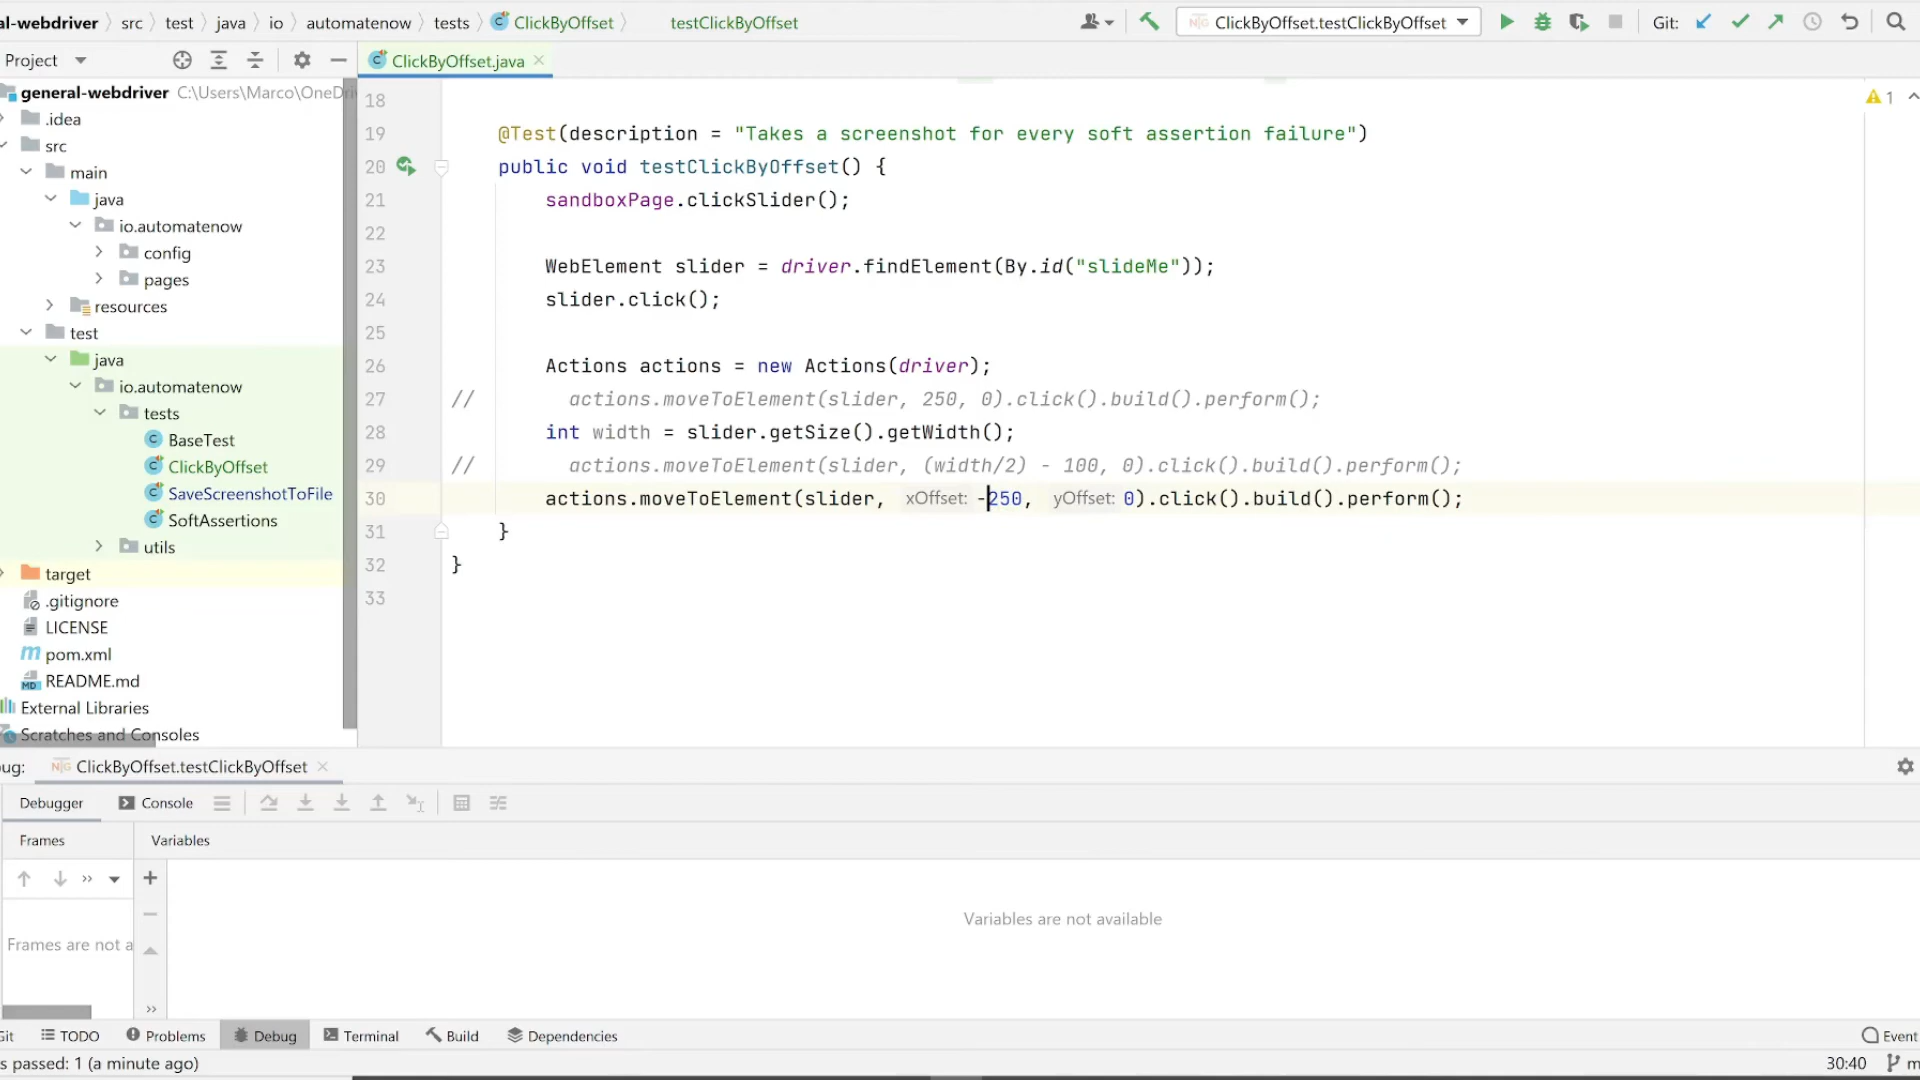 al-webdriver src test java io automatenow tests ClickByOffset testClickByOffset ClickByOffset.testClickByOffset Git:
Project
ClickByOffset.java
general-webdriver C:\Users\Marco\OneDri
.idea
src
main
java
io.automatenow
config
pages
resources
test
java
io.automatenow
tests
BaseTest
ClickByOffset
SaveScreenshotToFile
SoftAssertions
utils
target
.gitignore
LICENSE
pom.xml
README.md
External Libraries
Scratches and Consoles
1
18
19 @Test(description = "Takes a screenshot for every soft assertion failure")
20 public void testClickByOffset() {
21 sandboxPage.clickSlider();
22
23 WebElement slider = driver.findElement(By.id("slideMe"));
24 slider.click();
25
26 Actions actions = new Actions(driver);
27 // actions.moveToElement(slider, 250, 0).click().build().perform();
28 int width = slider.getSize().getWidth();
29 // actions.moveToElement(slider, (width/2) - 100, 0).click().build().perform();
30 actions.moveToElement(slider, xOffset: -250, yOffset: 0).click().build().perform();
31 }
32 }
33
ug: ClickByOffset.testClickByOffset
Debugger Console
Frames Variables
Frames are not a
Variables are not available
Git TODO Problems Debug Terminal Build Dependencies Event
s passed: 1 (a minute ago) 30:40 m